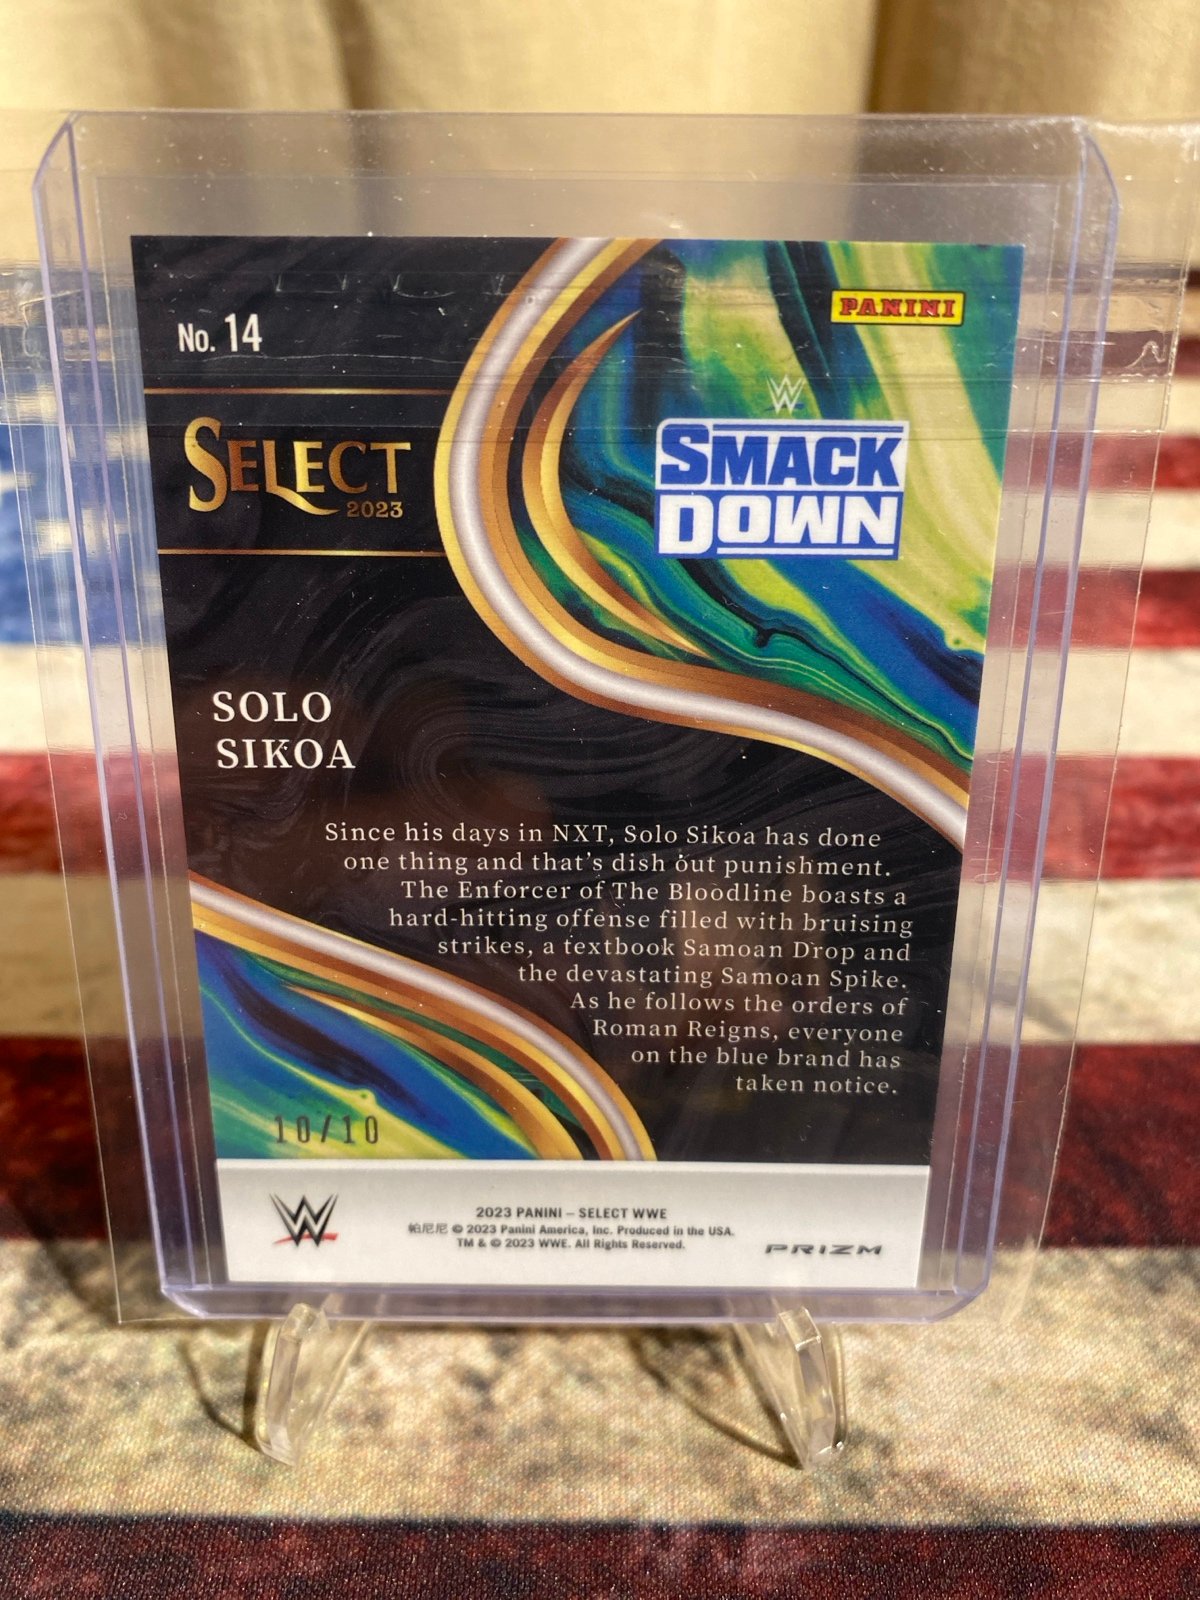 No. 14
PANINI
SELECT
2023
W
SMACK
DOWN
SOLO
SIKOA
Since his days in NXT, Solo Sikoa has done
one thing and that's dish out punishment.
The Enforcer of The Bloodline boasts a
hard-hitting offense filled with bruising
strikes, a textbook Samoan Drop and
the devastating Samoan Spike.
As he follows the orders of
Roman Reigns, everyone
on the blue brand has
taken notice.
10/10
W
2023 PANINI – SELECT WWE
帕尼尼 © 2023 Panini America, Inc. Produced in the USA.
TM & © 2023 WWE. All Rights Reserved.
PRIZM